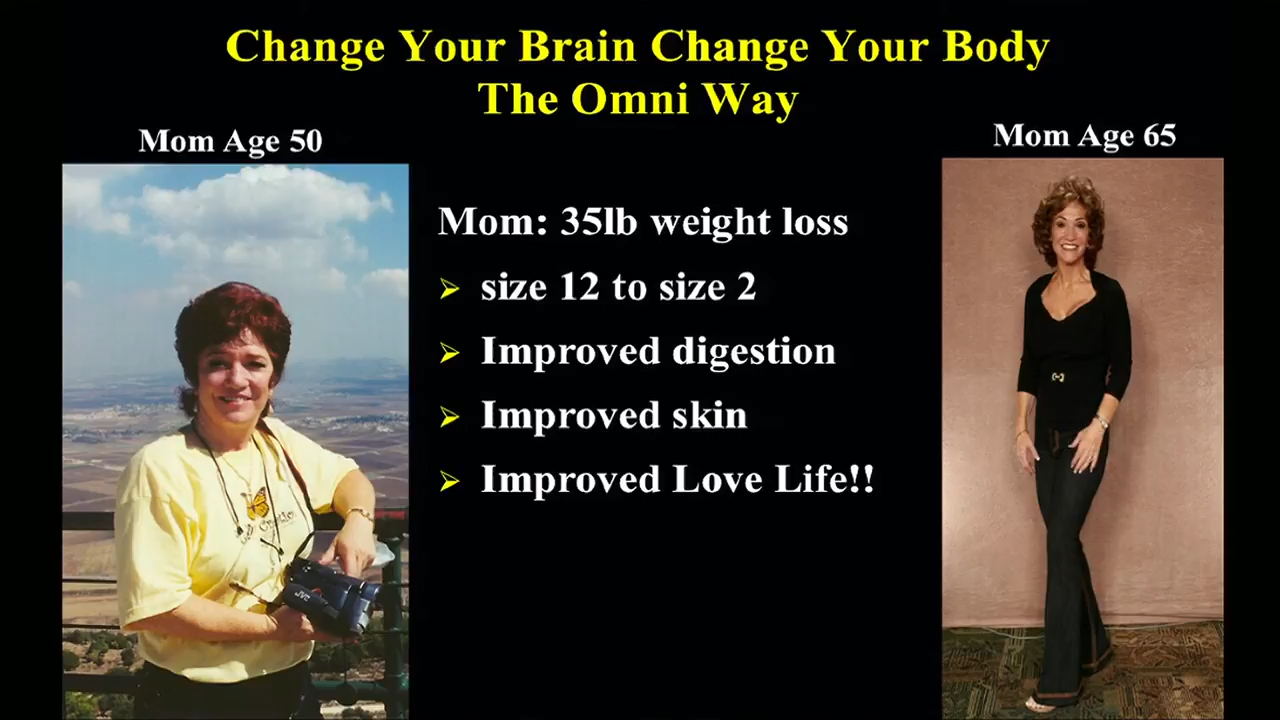 Change Your Brain Change Your Body
The Omni Way
Mom Age 50
Mom Age 65
Mom: 35lb weight loss
➢ size 12 to size 2
➢ Improved digestion
➢ Improved skin
➢ Improved Love Life!!
JVC